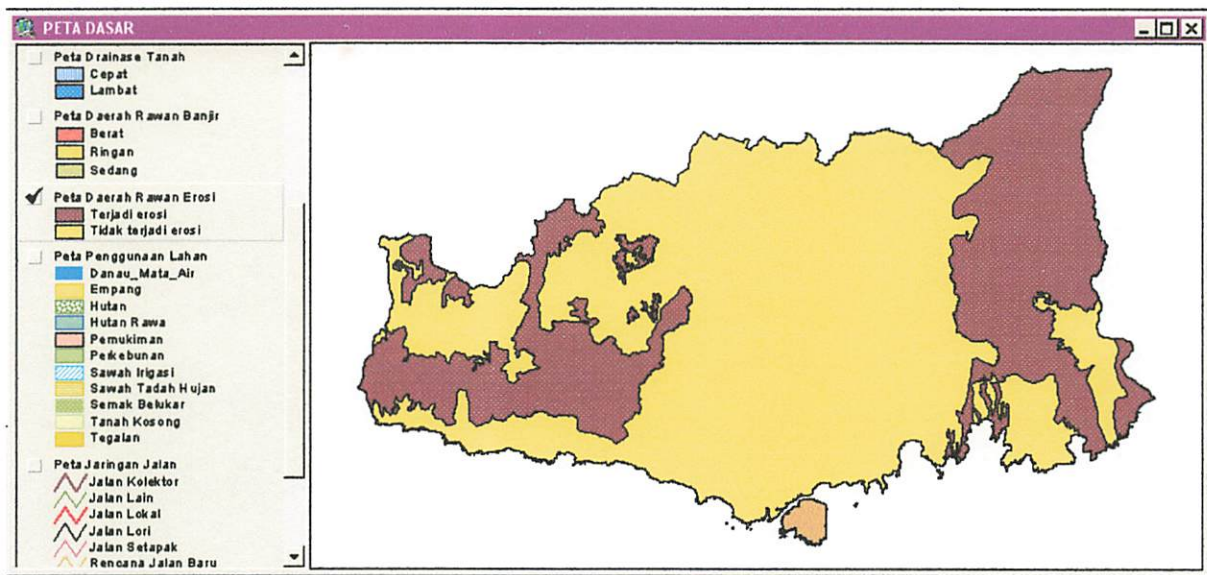 PETA DASAR
Peta Drainase Tanah
Cepat
Lambat
Peta Daerah Rawan Banjir
Berat
Ringan
Sedang
Peta Daerah Rawan Erosi
Terjadi erosi
Tidak terjadi erosi
Peta Penggunaan Lahan
Danau_Mata_Air
Empang
Hutan
Hutan Rawa
Pemukiman
Perkebunan
Sawah Irigasi
Sawah Tadah Hujan
Semak Belukar
Tanah Kosong
Tegalan
Peta Jaringan Jalan
Jalan Kolektor
Jalan Lain
Jalan Lokal
Jalan Lori
Jalan Setapak
Rencana Jalan Baru